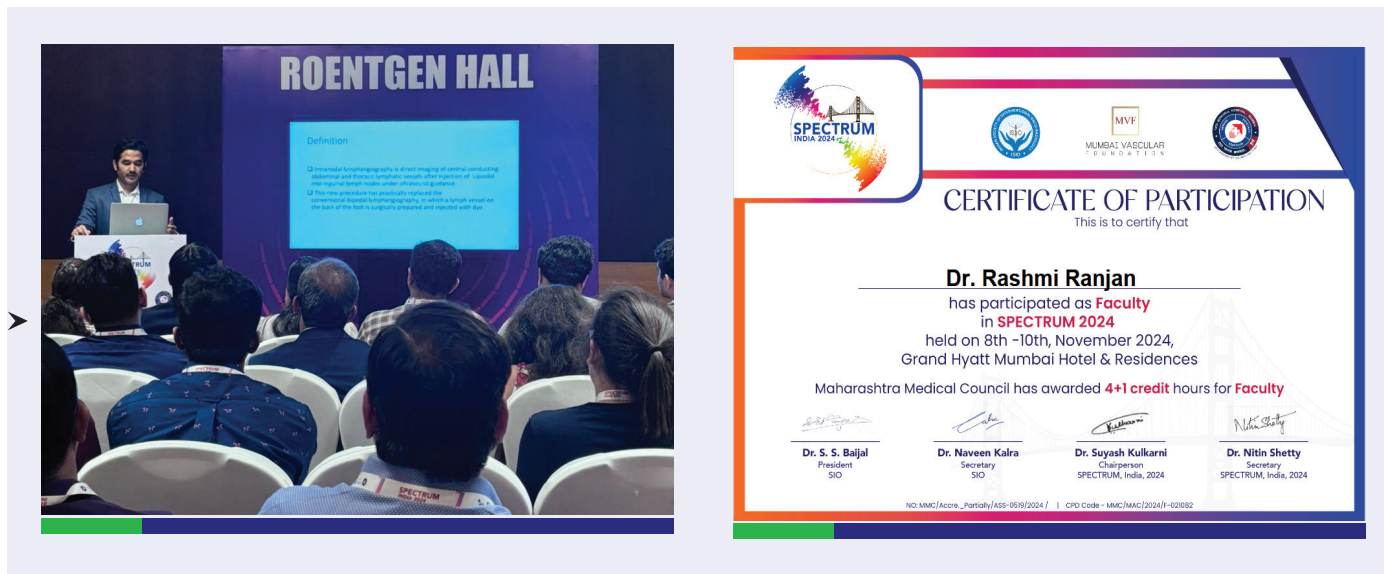 ROENTGEN HALL
Definition
Intranodal lymphangiography is direct imaging of central conducting
abdominal and thoracic lymphatic vessels after injection of Lipiodol
into inguinal lymph nodes under ultrasound guidance
This new procedure has practically replaced the
conventional bipedal lymphangiography, in which a lymph vessel on
the back of the foot is surgically prepared and injected with dye
SPECTRUM
INDIA 2024
SPECTRUM
INDIA 2024
ISIO
MVF
MUMBAI VASCULAR
FOUNDATION
CERTIFICATE OF PARTICIPATION
This is to certify that
Dr. Rashmi Ranjan
has participated as Faculty
in SPECTRUM 2024
held on 8th -10th, November 2024,
Grand Hyatt Mumbai Hotel & Residences
Maharashtra Medical Council has awarded 4+1 credit hours for Faculty
Dr. S. S. Baijal
President
SIO
Dr. Naveen Kalra
Secretary
SIO
Dr. Suyash Kulkarni
Chairperson
SPECTRUM, India, 2024
Nitin Shetty
Dr. Nitin Shetty
Secretary
SPECTRUM, India, 2024
NO: MMC/Accre._Partially/ASS-0519/2024 / | CPD Code - MMC/MAC/2024/F-021082